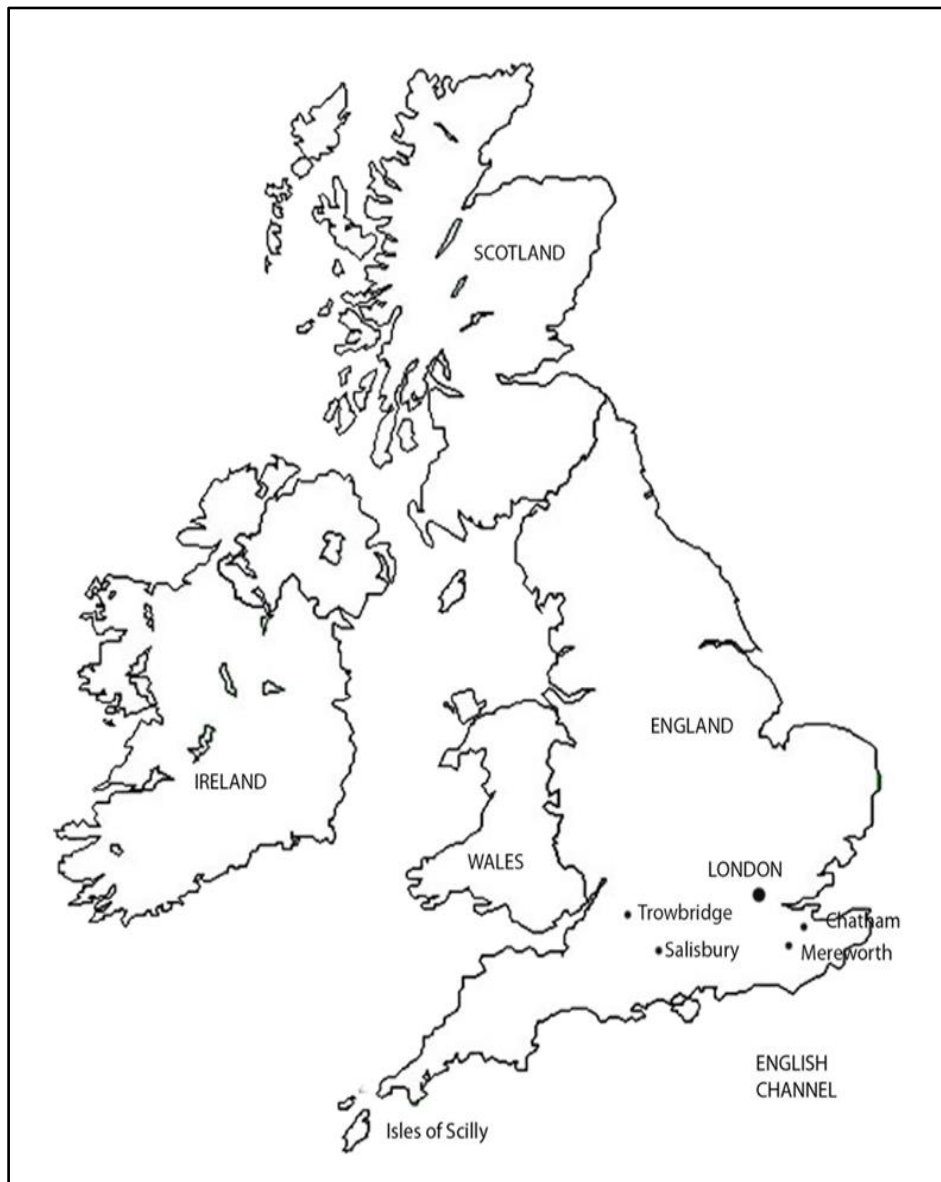 SCOTLAND
ENGLAND
IRELAND
WALES
LONDON
Trowbridge
Chatham
Salisbury
Mereworth
ENGLISH
CHANNEL
Isles of Scilly